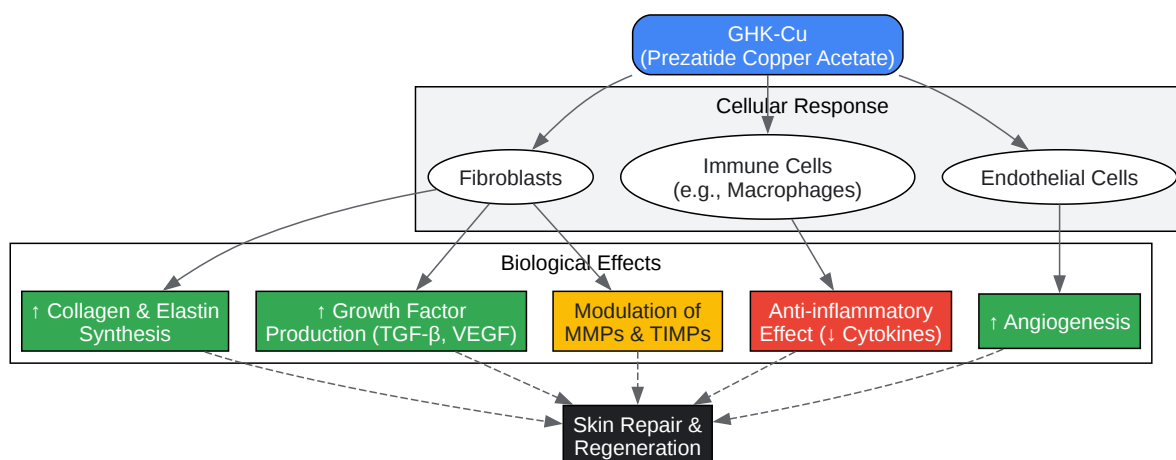 GHK-Cu
(Prezatide Copper Acetate)
Cellular Response
Fibroblasts
Immune Cells
(e.g., Macrophages)
Endothelial Cells
Biological Effects
↑ Collagen & Elastin
Synthesis
↑ Growth Factor
Production (TGF-β, VEGF)
Modulation of
MMPs & TIMPs
Anti-inflammatory
Effect (↓ Cytokines)
↑ Angiogenesis
Skin Repair &
Regeneration